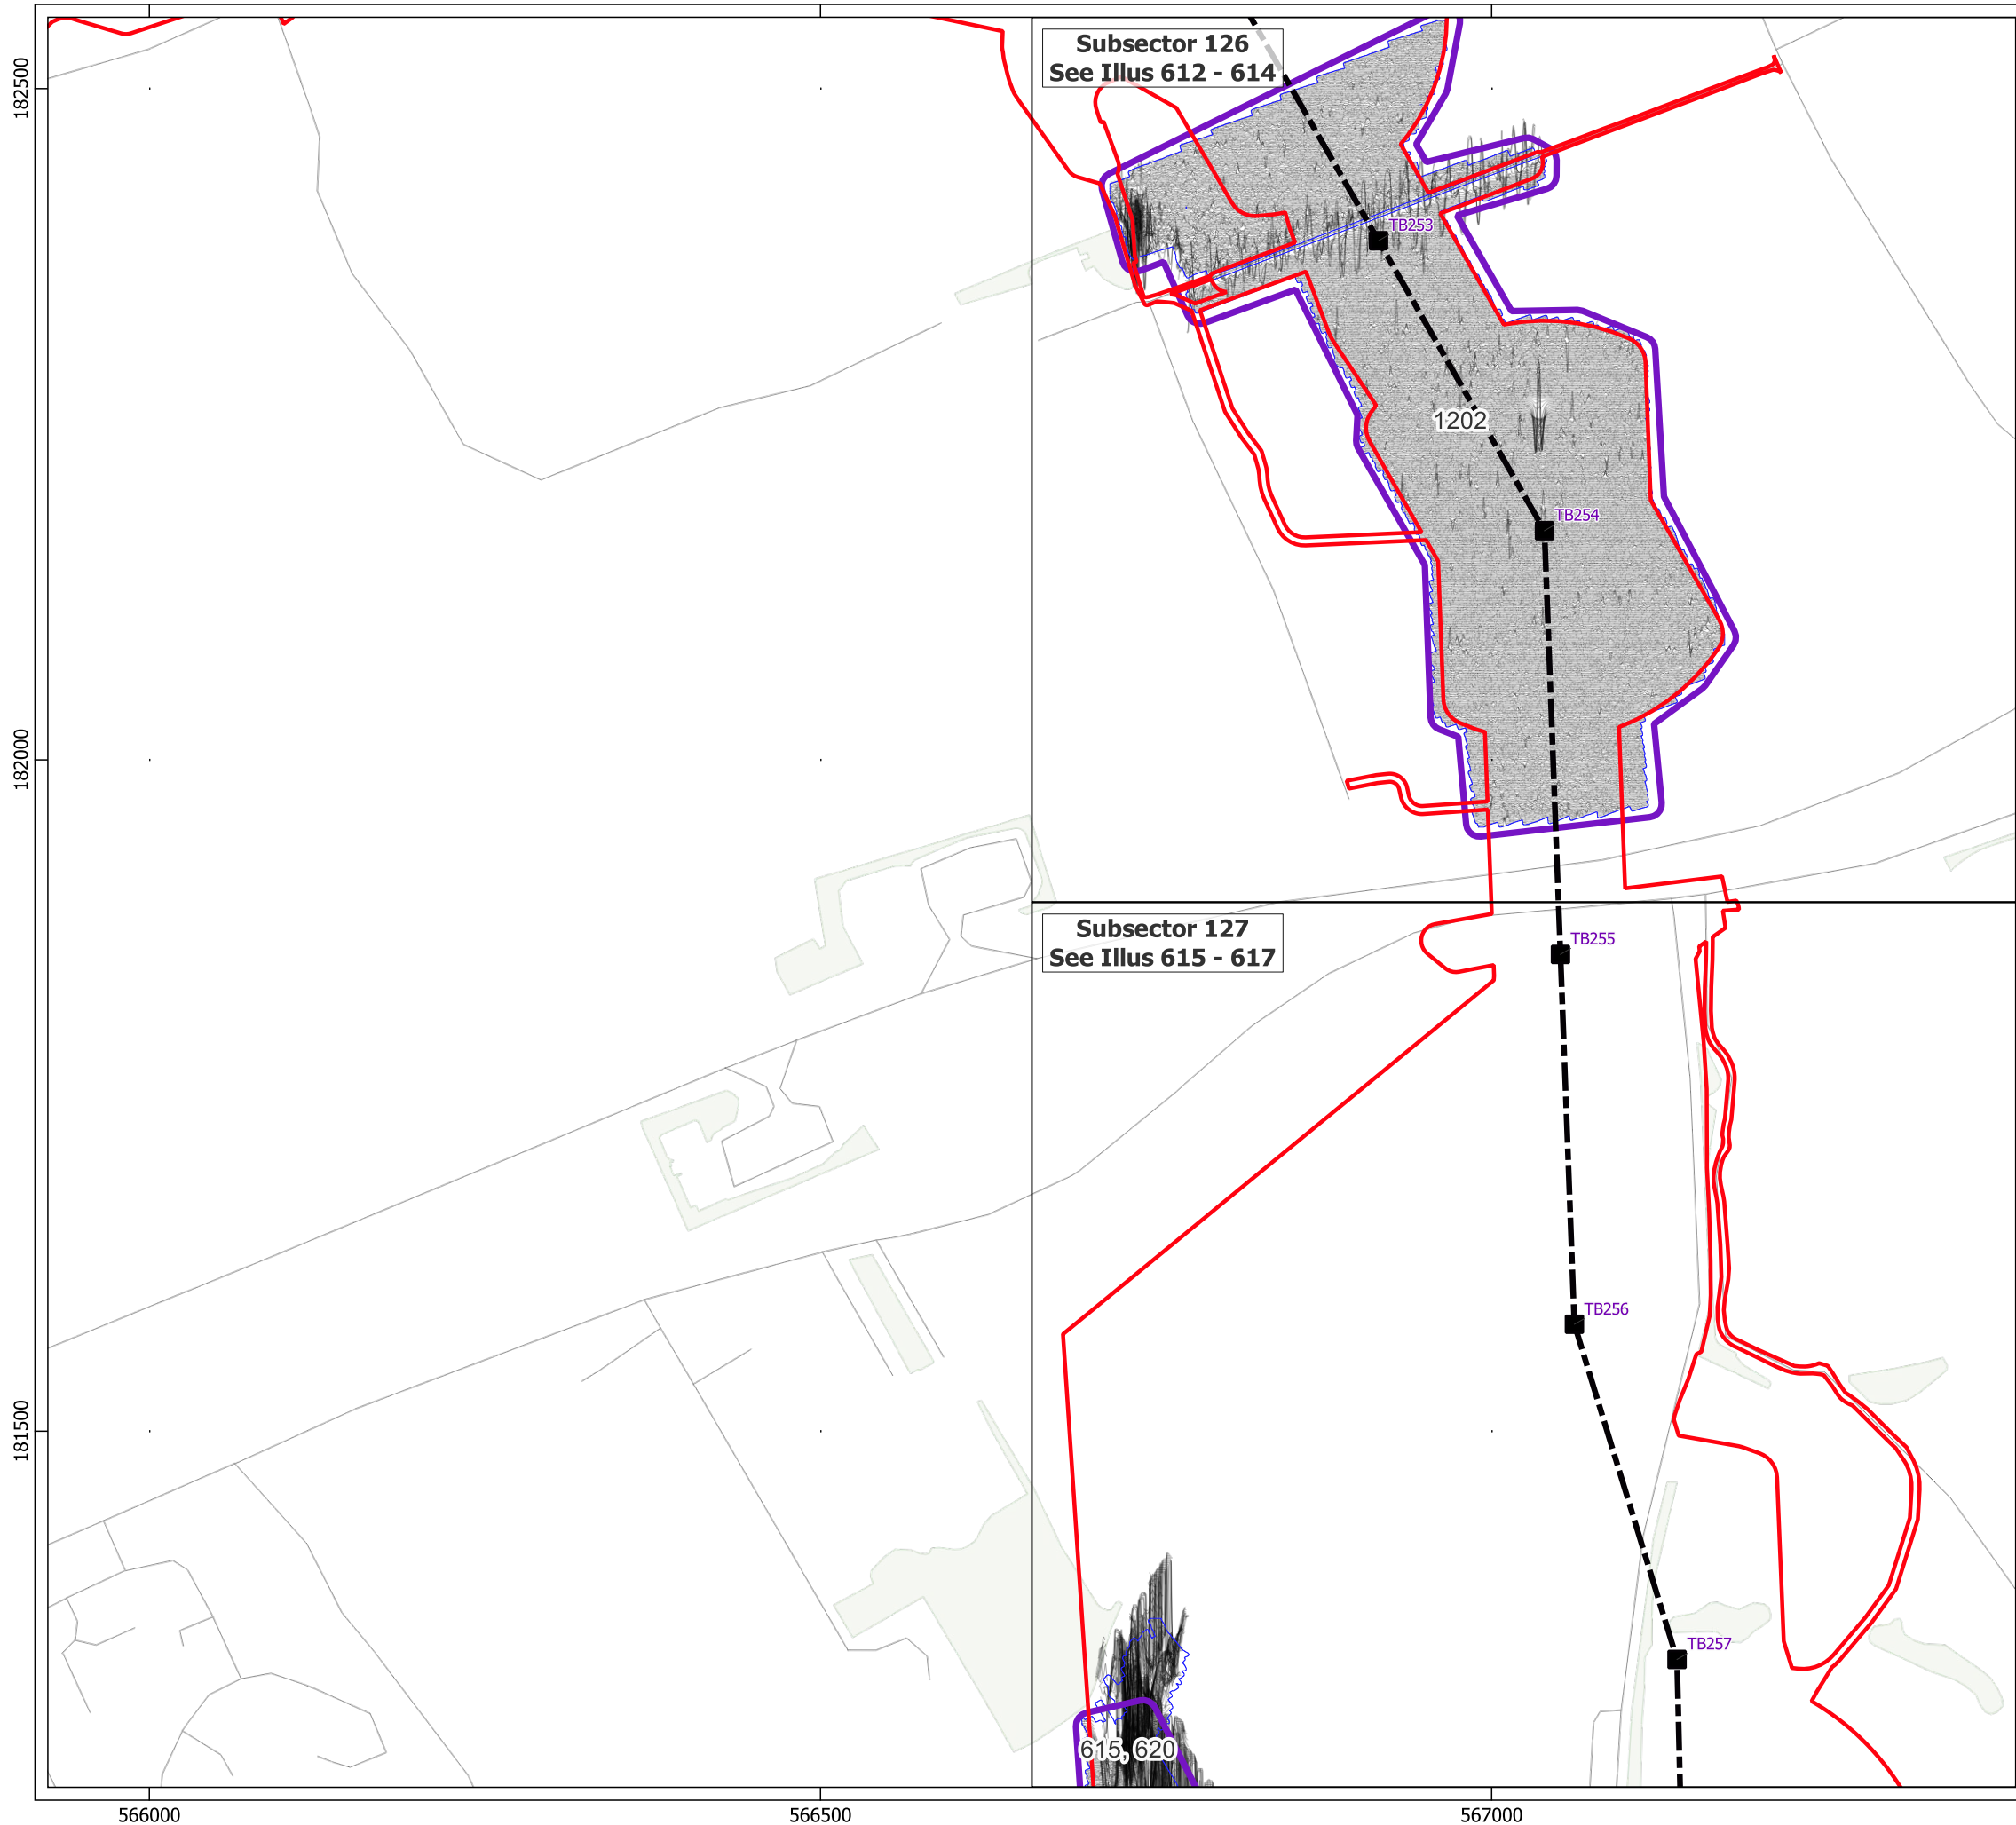 Subsector 126
See Illus 612 - 614
182500
TB253
1202
TB254
182000
Subsector 127
See Illus 615 - 617
TB255
TB256
181500
TB257
615, 620
566000
566500
567000